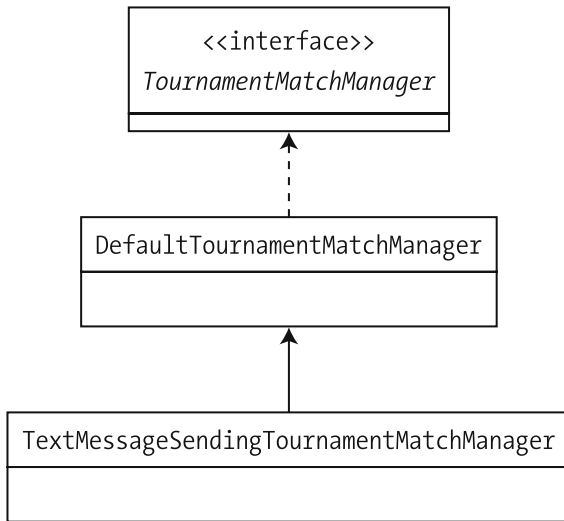 <<interface>>
TournamentMatchManager
DefaultTournamentMatchManager
TextMessageSendingTournamentMatchManager